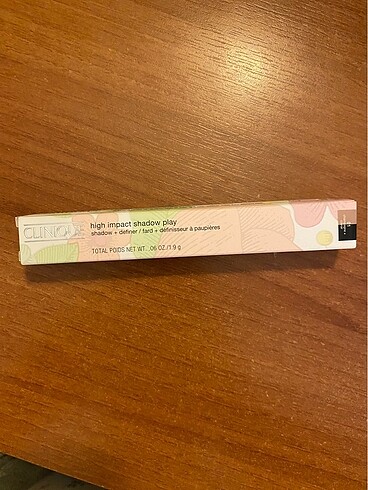 CLINIQUE
high impact shadow play
shadow + definer / fard + définisseur à paupières
TOTAL POIDS NET WT. .06 OZ./1.9 g